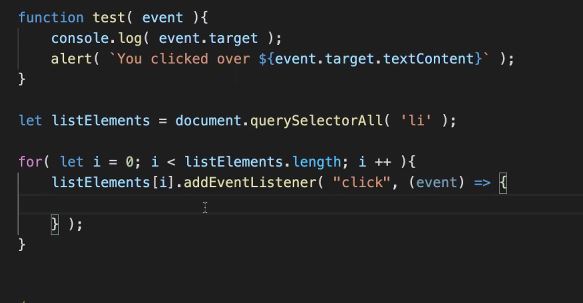 function test( event ){
    console.log( event.target );
    alert( `You clicked over ${event.target.textContent}` );
}
let listElements = document.querySelectorAll( 'li' );
for( let i = 0; i < listElements.length; i ++ ){
    listElements[i].addEventListener( "click", (event) => {
    } );
}